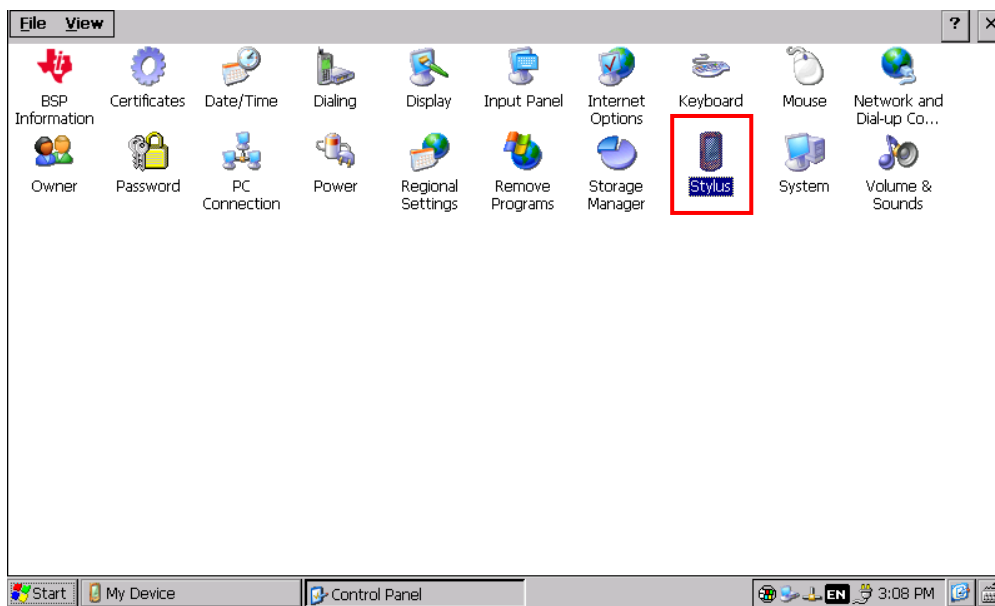 File View ? ×
BSP Information
Certificates
Date/Time
Dialing
Display
Input Panel
Internet Options
Keyboard
Mouse
Network and Dial-up Co...
Owner
Password
PC Connection
Power
Regional Settings
Remove Programs
Storage Manager
Stylus
System
Volume & Sounds
Start My Device Control Panel EN 3:08 PM